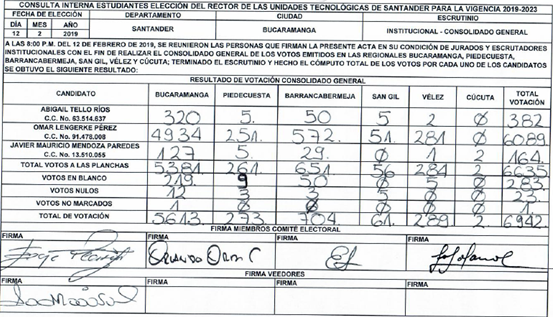 CONSULTA INTERNA ESTUDIANTES ELECCIÓN DEL RECTOR DE LAS UNIDADES TECNOLÓGICAS DE SANTANDER PARA LA VIGENCIA 2019-2023
FECHA DE ELECCIÓN DEPARTAMENTO CIUDAD ESCRUTINIO
DÍA MES AÑO SANTANDER BUCARAMANGA INSTITUCIONAL - CONSOLIDADO GENERAL
12 2 2019
A LAS 8:00 P.M. DEL 12 DE FEBRERO DE 2019, SE REUNIERON LAS PERSONAS QUE FIRMAN LA PRESENTE ACTA EN SU CONDICIÓN DE JURADOS Y ESCRUTADORES
INSTITUCIONALES CON EL FIN DE REALIZAR EL CONSOLIDADO GENERAL DE LOS VOTOS EMITIDOS EN LAS REGIONALES BUCARAMANGA, PIEDECUESTA,
BARRANCABERMEJA, SAN GIL, VÉLEZ Y CÚCUTA; TERMINADO EL ESCRUTINIO Y HECHO EL CÓMPUTO TOTAL DE LOS VOTOS POR CADA UNO DE LOS CANDIDATOS
SE OBTUVO EL SIGUIENTE RESULTADO:
RESULTADO DE VOTACIÓN CONSOLIDADO GENERAL
CANDIDATO BUCARAMANGA PIEDECUESTA BARRANCABERMEJA SAN GIL VÉLEZ CÚCUTA TOTAL VOTACIÓN
ABIGAIL TELLO RÍOS
C.C. No. 63.514.637 320 5. 50 5 2 Ø 382
OMAR LENGERKE PÉREZ
C.C. No. 91.478.008 4934 251. 572. 51 281 Ø 6089
JAVIER MAURICIO MENDOZA PAREDES
C.C. No. 13.510.055 127 5. 29. Ø 1 2 164.
TOTAL VOTOS A LAS PLANCHAS 5381 261 651 56 284 2 6635
VOTOS EN BLANCO 219 9 50 Ø 5 Ø 283
VOTOS NULOS 12 3 3 5 Ø Ø 23
VOTOS NO MARCADOS 1 Ø Ø Ø Ø Ø 1
TOTAL DE VOTACIÓN 5613 273 704 61 289 2 6942
FIRMA MIEMBROS COMITÉ ELECTORAL
FIRMA FIRMA FIRMA FIRMA
FIRMA VEEDORES
FIRMA FIRMA FIRMA FIRMA